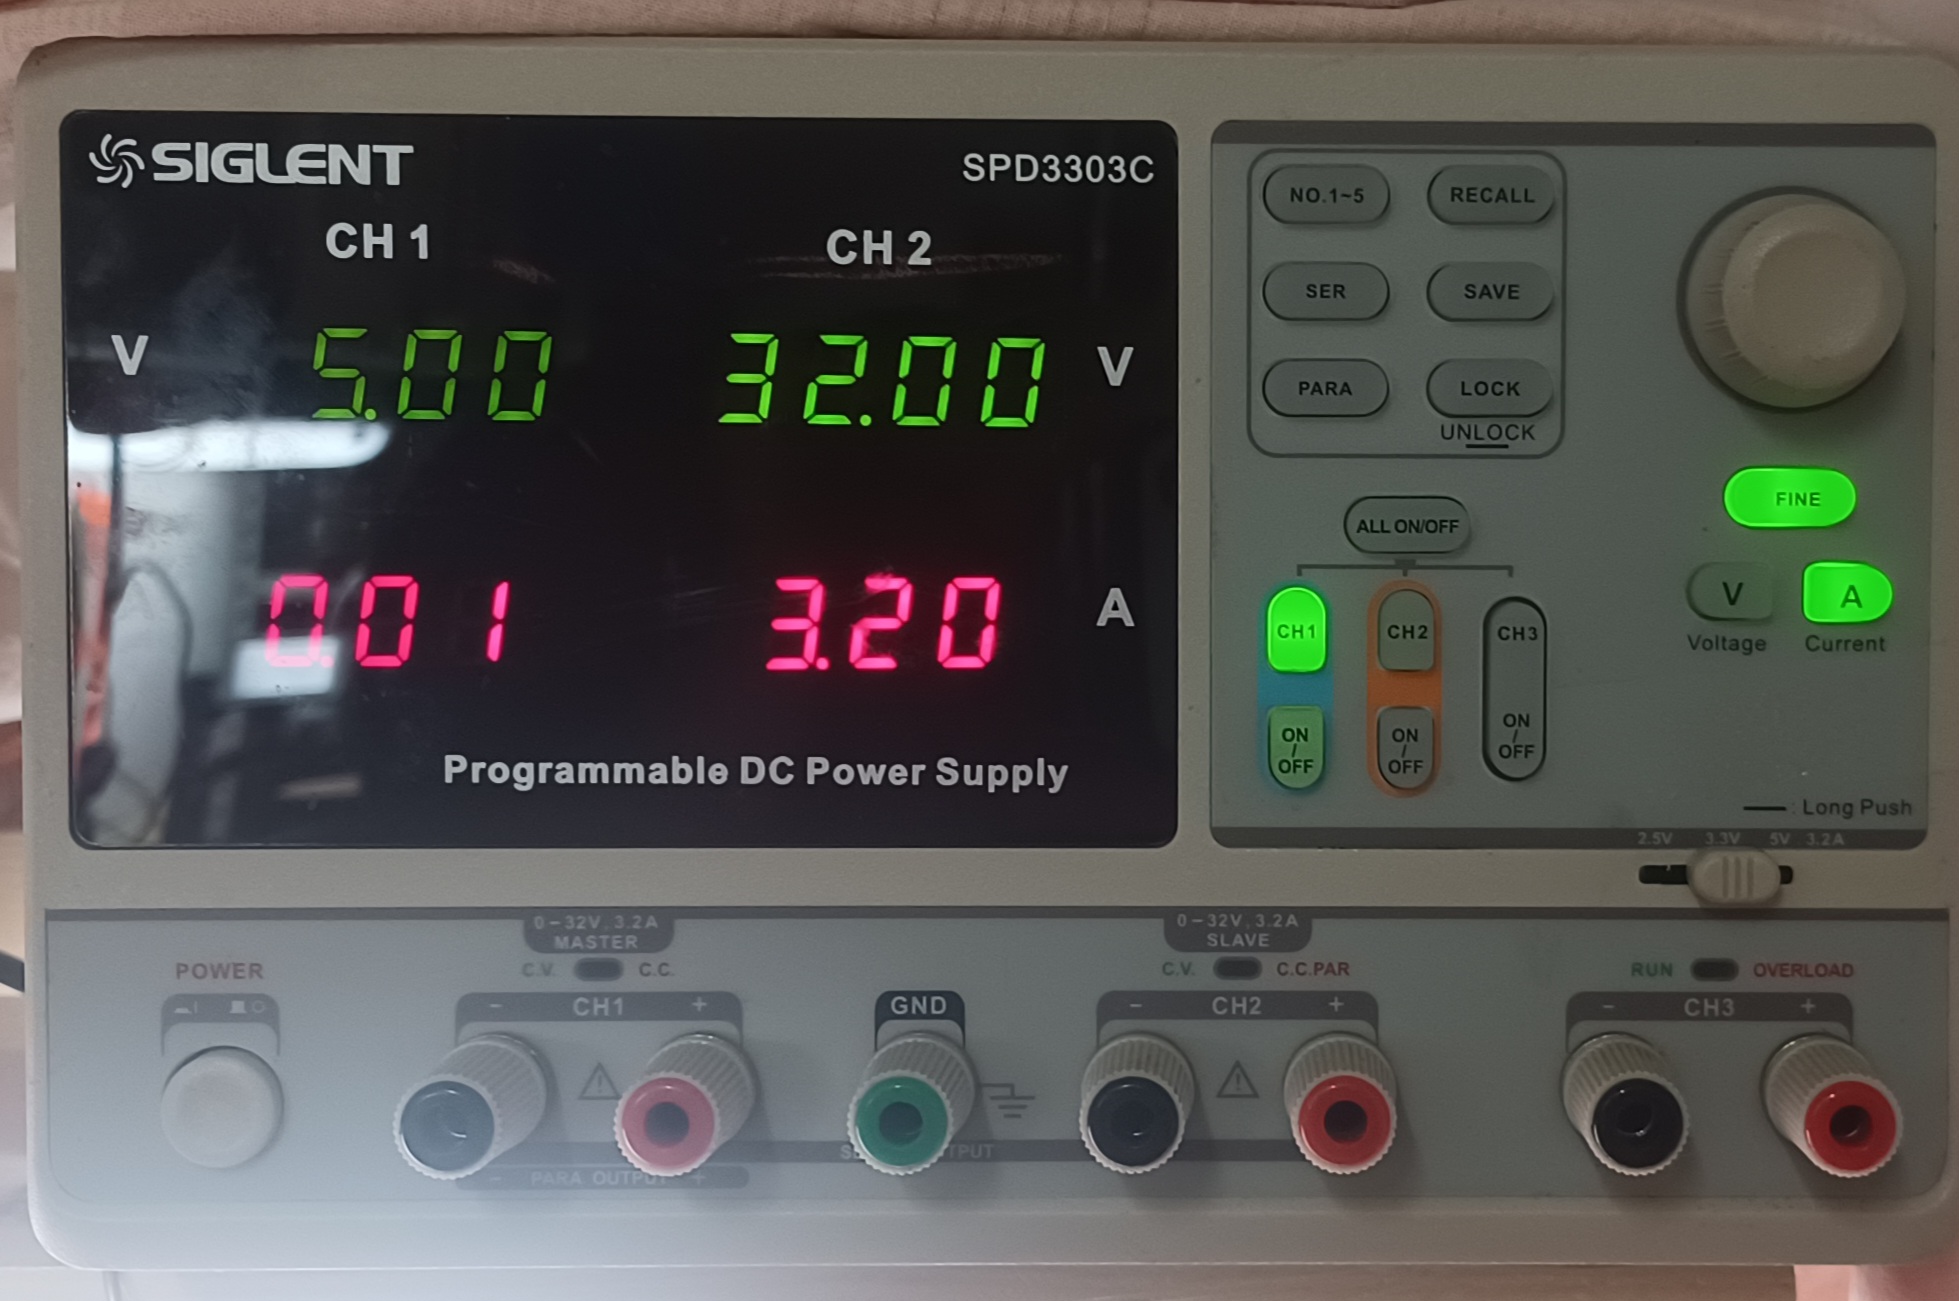 SIGLENT
SPD3303C
CH 1
CH 2
V
5.00
32.00
V
0.01
3.20
A
Programmable DC Power Supply
NO.1~5
RECALL
SER
SAVE
PARA
LOCK
UNLOCK
FINE
ALL ON/OFF
V
A
Voltage
Current
CH1
CH2
CH3
ON
/
OFF
ON
/
OFF
ON
/
OFF
: Long Push
2.5V 3.3V 5V . 3.2A
POWER
0-32V, 3.2A
MASTER
C.V. C.C.
- CH1 +
GND
0-32V, 3.2A
SLAVE
C.V. C.C.PAR
- CH2 +
RUN OVERLOAD
- CH3 +
- PARA OUTPUT +